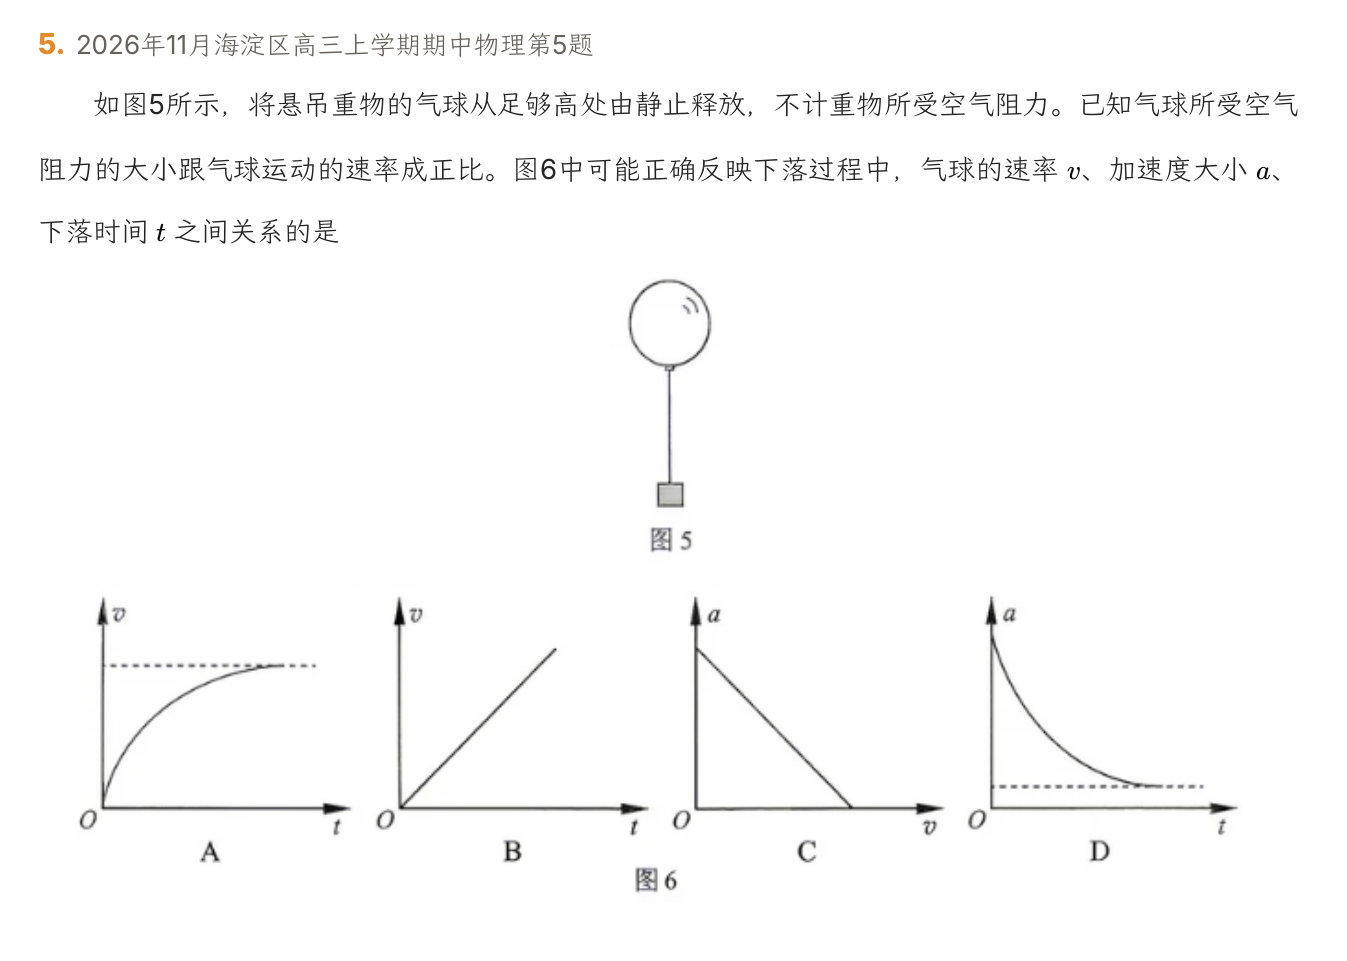 5. 2026年11月海淀区高三上学期期中物理第5题
如图5所示，将悬吊重物的气球从足够高处由静止释放，不计重物所受空气阻力。已知气球所受空气
阻力的大小跟气球运动的速率成正比。图6中可能正确反映下落过程中，气球的速率 v、加速度大小 a、
下落时间 t 之间关系的是
图 5
v
O
t
A
v
O
t
B
a
O
v
C
a
O
t
D
图 6